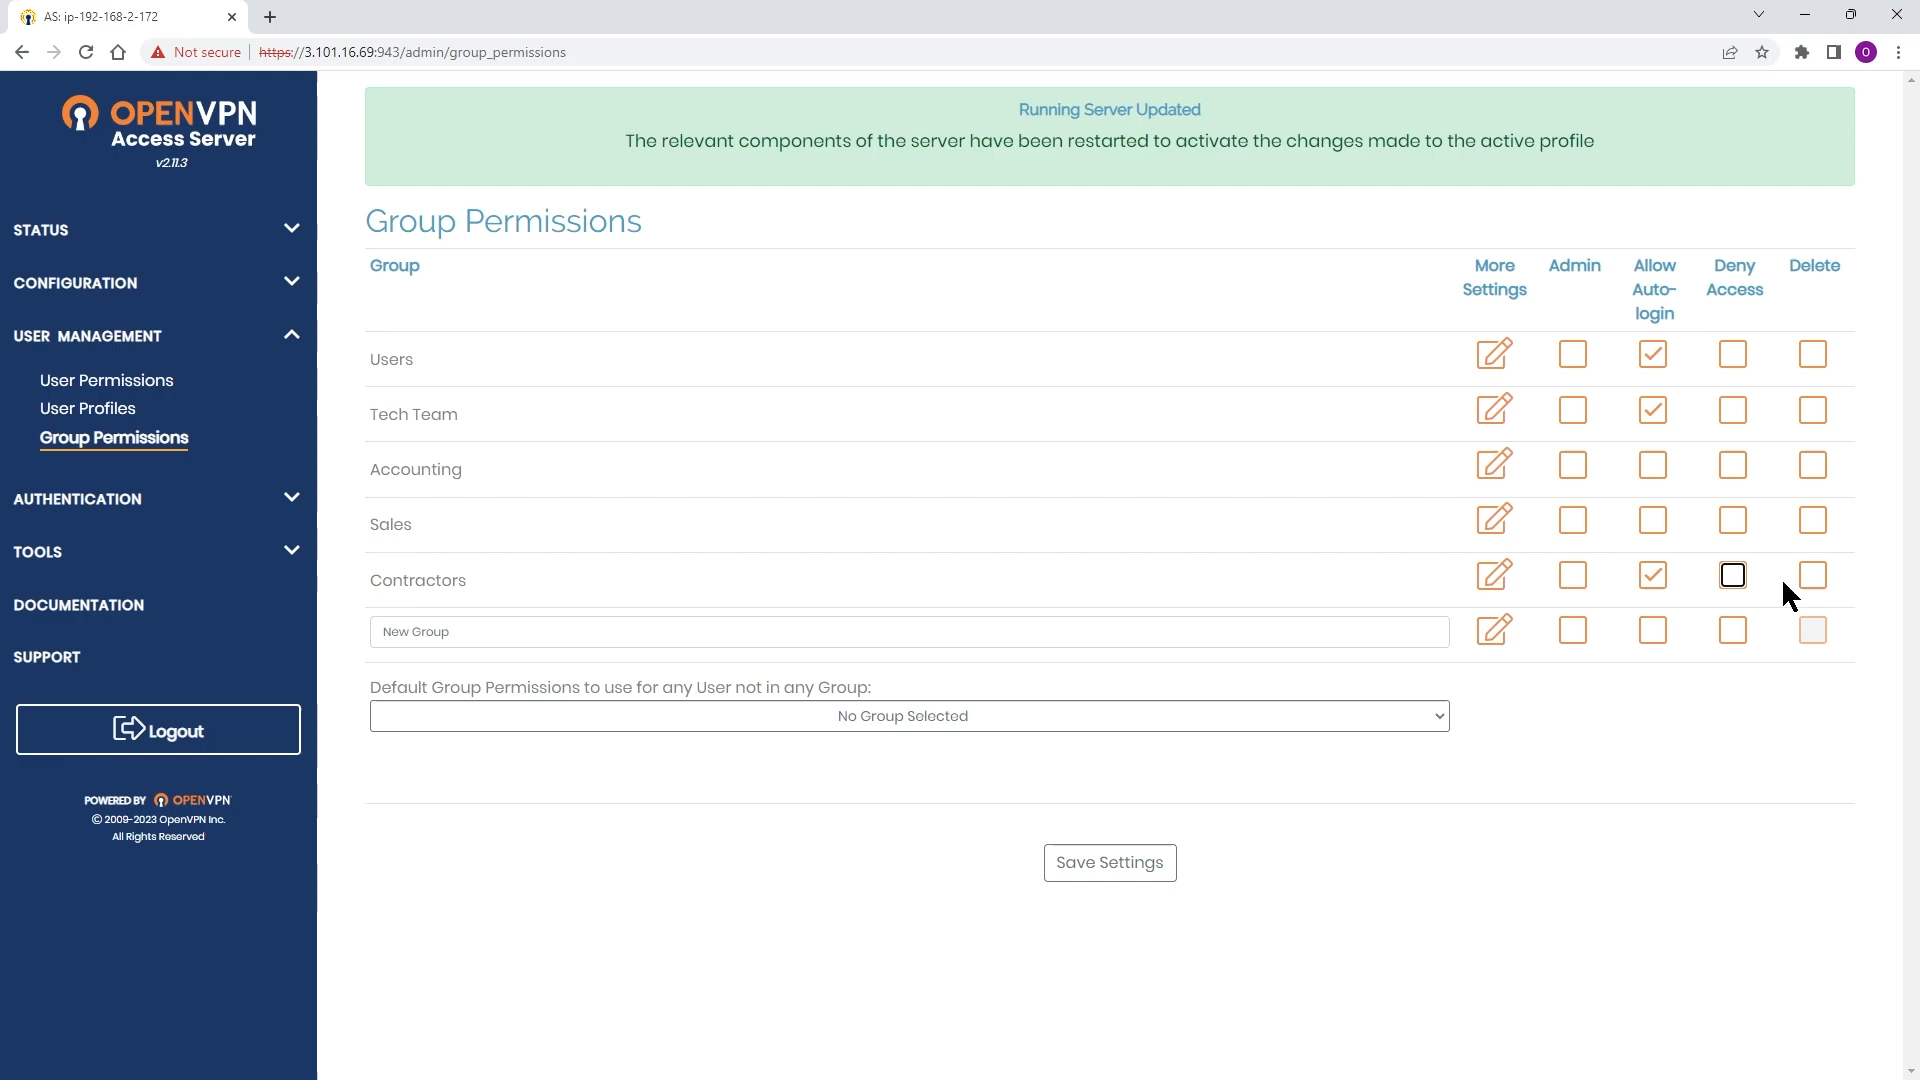 AS: ip-192-168-2-172
Not secure
https://3.101.16.69:943/admin/group_permissions
O
OPENVPN
Access Server
v2.11.3
STATUS
CONFIGURATION
USER MANAGEMENT
User Permissions
User Profiles
Group Permissions
AUTHENTICATION
TOOLS
DOCUMENTATION
SUPPORT
Logout
POWERED BY OPENVPN
© 2009-2023 OpenVPN Inc.
All Rights Reserved
Running Server Updated
The relevant components of the server have been restarted to activate the changes made to the active profile
Group Permissions
Group
More
Settings
Admin
Allow
Auto-
login
Deny
Access
Delete
Users
Tech Team
Accounting
Sales
Contractors
New Group
Default Group Permissions to use for any User not in any Group:
No Group Selected
Save Settings